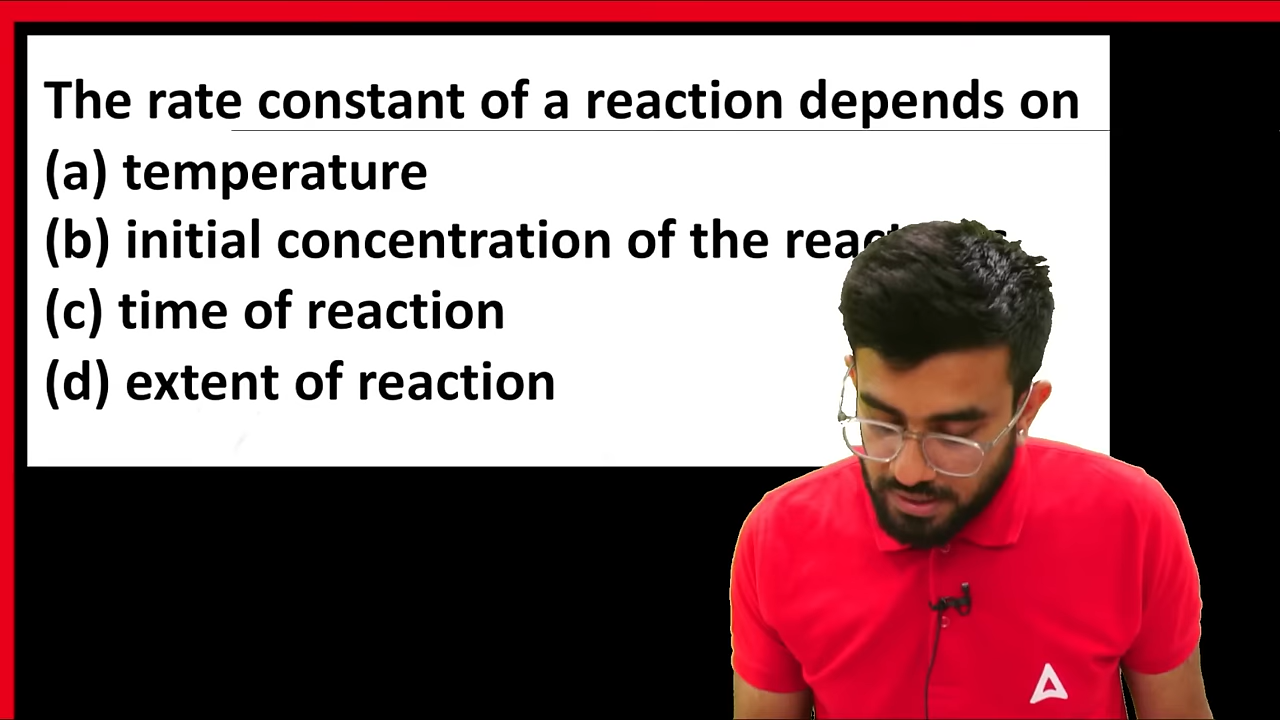 The rate constant of a reaction depends on
(a) temperature
(b) initial concentration of the
(c) time of reaction
(d) extent of reaction